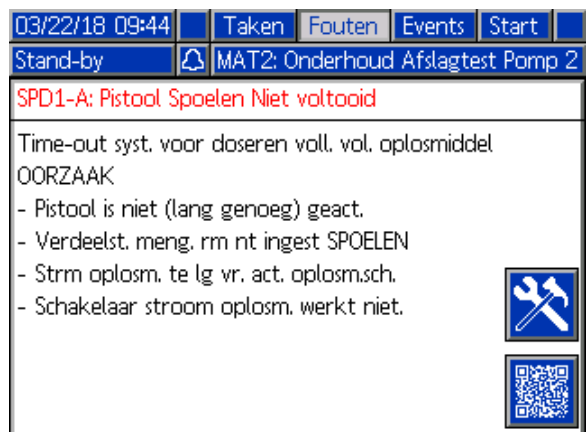 03/22/18 09:44 Taken Fouten Events Start
Stand-by MAT2: Onderhoud Afslagtest Pomp 2
SPD1-A: Pistool Spoelen Niet voltooid
Time-out syst. voor doseren voll. vol. oplosmiddel
OORZAAK
- Pistool is niet (lang genoeg) geact.
- Verdeelst. meng. rm nt ingest SPOELEN
- Strm oplosm. te lg vr. act. oplosm.sch.
- Schakelaar stroom oplosm. werkt niet.